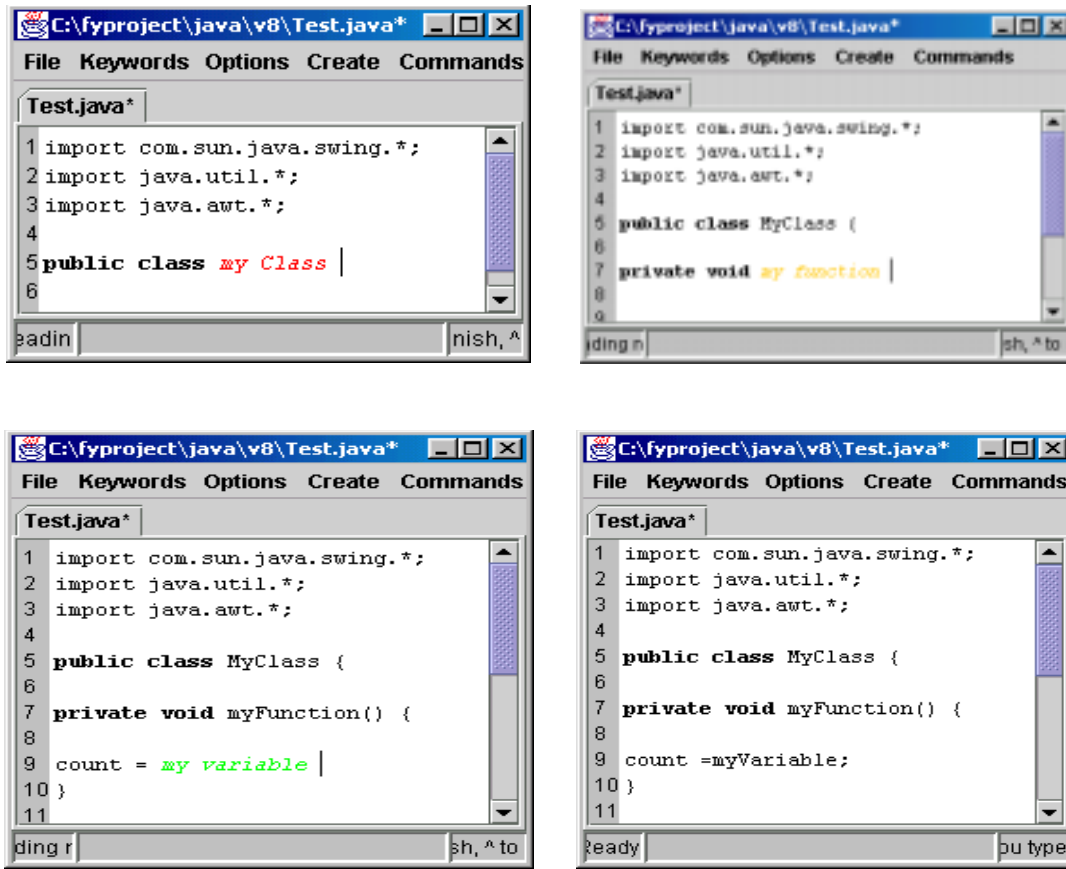 C:\fyproject\java\v8\Test.java*
File Keywords Options Create Commands
Test.java*
1 import com.sun.java.swing.*;
2 import java.util.*;
3 import java.awt.*;
4
5 public class my Class
6
eadin nish, ^
C:\fyproject\java\v8\Test.java*
File Keywords Options Create Commands
Test.java*
1 import com.sun.java.swing.*;
2 import java.util.*;
3 import java.awt.*;
4
5 public class MyClass {
6
7 private void my function
8
9
ding n sh, ^ to
C:\fyproject\java\v8\Test.java*
File Keywords Options Create Commands
Test.java*
1 import com.sun.java.swing.*;
2 import java.util.*;
3 import java.awt.*;
4
5 public class MyClass {
6
7 private void myFunction() {
8
9 count = my variable
10 }
11
ding r sh, ^ to
C:\fyproject\java\v8\Test.java*
File Keywords Options Create Commands
Test.java*
1 import com.sun.java.swing.*;
2 import java.util.*;
3 import java.awt.*;
4
5 public class MyClass {
6
7 private void myFunction() {
8
9 count =myVariable;
10 }
11
Ready ou type